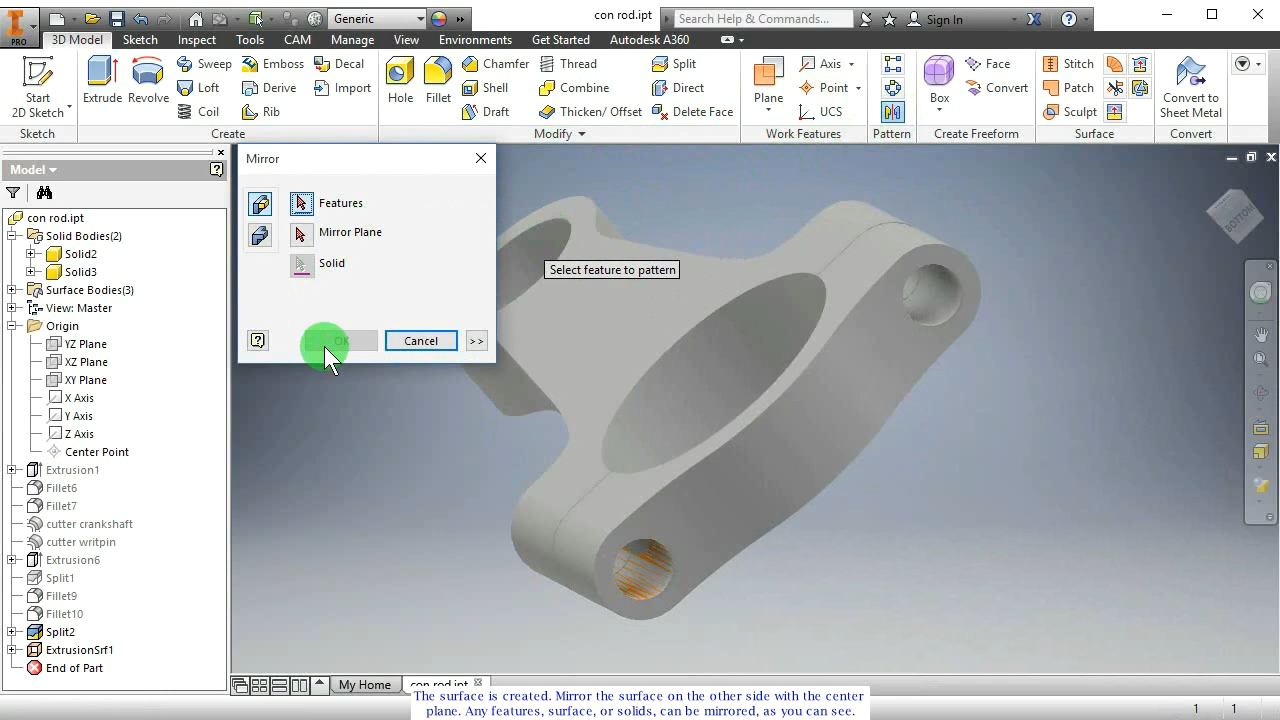 Generic
con rod.ipt
Search Help & Commands...
Sign In
PRO
3D Model
Sketch
Inspect
Tools
CAM
Manage
View
Environments
Get Started
Autodesk A360
Start
2D Sketch
Extrude
Revolve
Sweep
Emboss
Decal
Loft
Derive
Import
Coil
Rib
Hole
Fillet
Chamfer
Thread
Split
Shell
Combine
Direct
Draft
Thicken/ Offset
Delete Face
Plane
Axis
Point
UCS
Box
Face
Convert
Stitch
Patch
Sculpt
Convert to
Sheet Metal
Sketch
Create
Modify
Work Features
Pattern
Create Freeform
Surface
Convert
Model
con rod.ipt
Solid Bodies(2)
Solid2
Solid3
Surface Bodies(3)
View: Master
Origin
YZ Plane
XZ Plane
XY Plane
X Axis
Y Axis
Z Axis
Center Point
Extrusion1
Fillet6
Fillet7
cutter crankshaft
cutter writpin
Extrusion6
Split1
Fillet9
Fillet10
Split2
ExtrusionSrf1
End of Part
Mirror
Features
Mirror Plane
Solid
OK
Cancel
>>
Select feature to pattern
BOTTOM
My Home
con rod.ipt
1
1
The surface is created. Mirror the surface on the other side with the center
plane. Any features, surface, or solids, can be mirrored, as you can see.